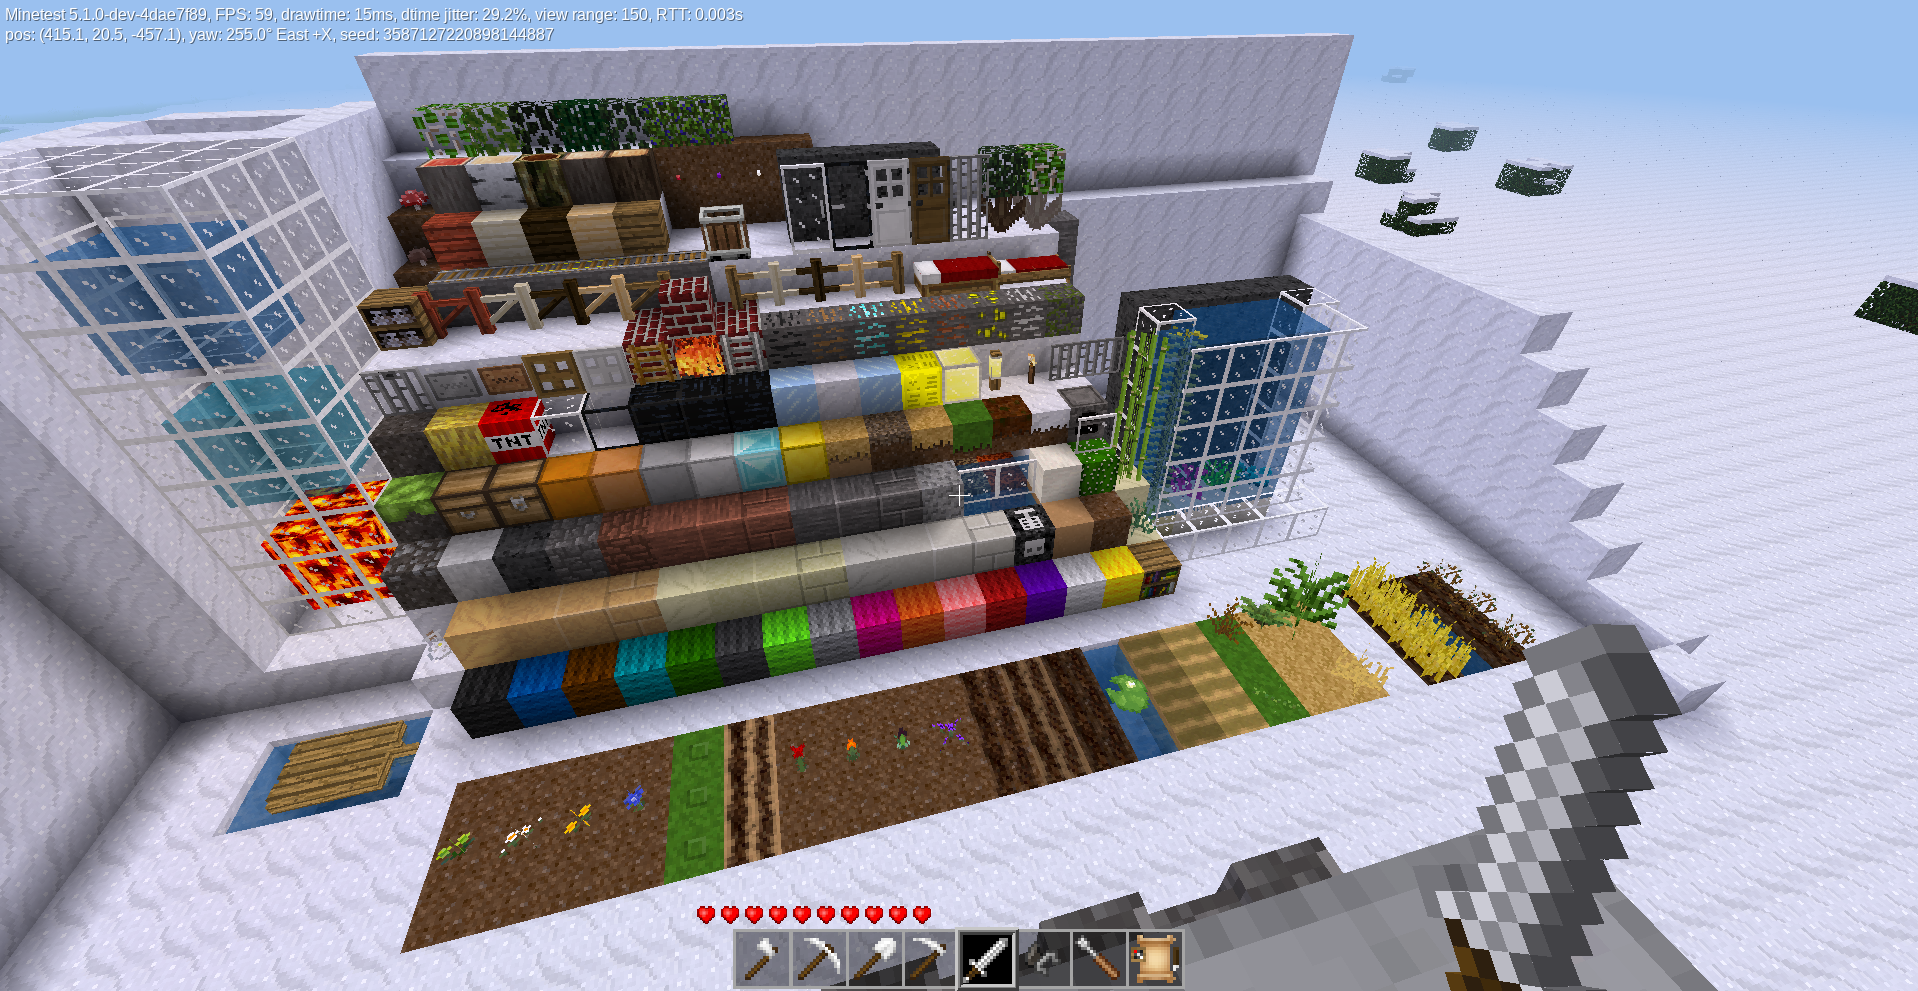 Minetest 5.1.0-dev-4dae7f89, FPS: 59, drawtime: 15ms, dtime jitter: 29.2%, view range: 150, RTT: 0.003s
pos: (415.1, 20.5, -457.1), yaw: 255.0° East +X, seed: 3587127220898144887
TNT